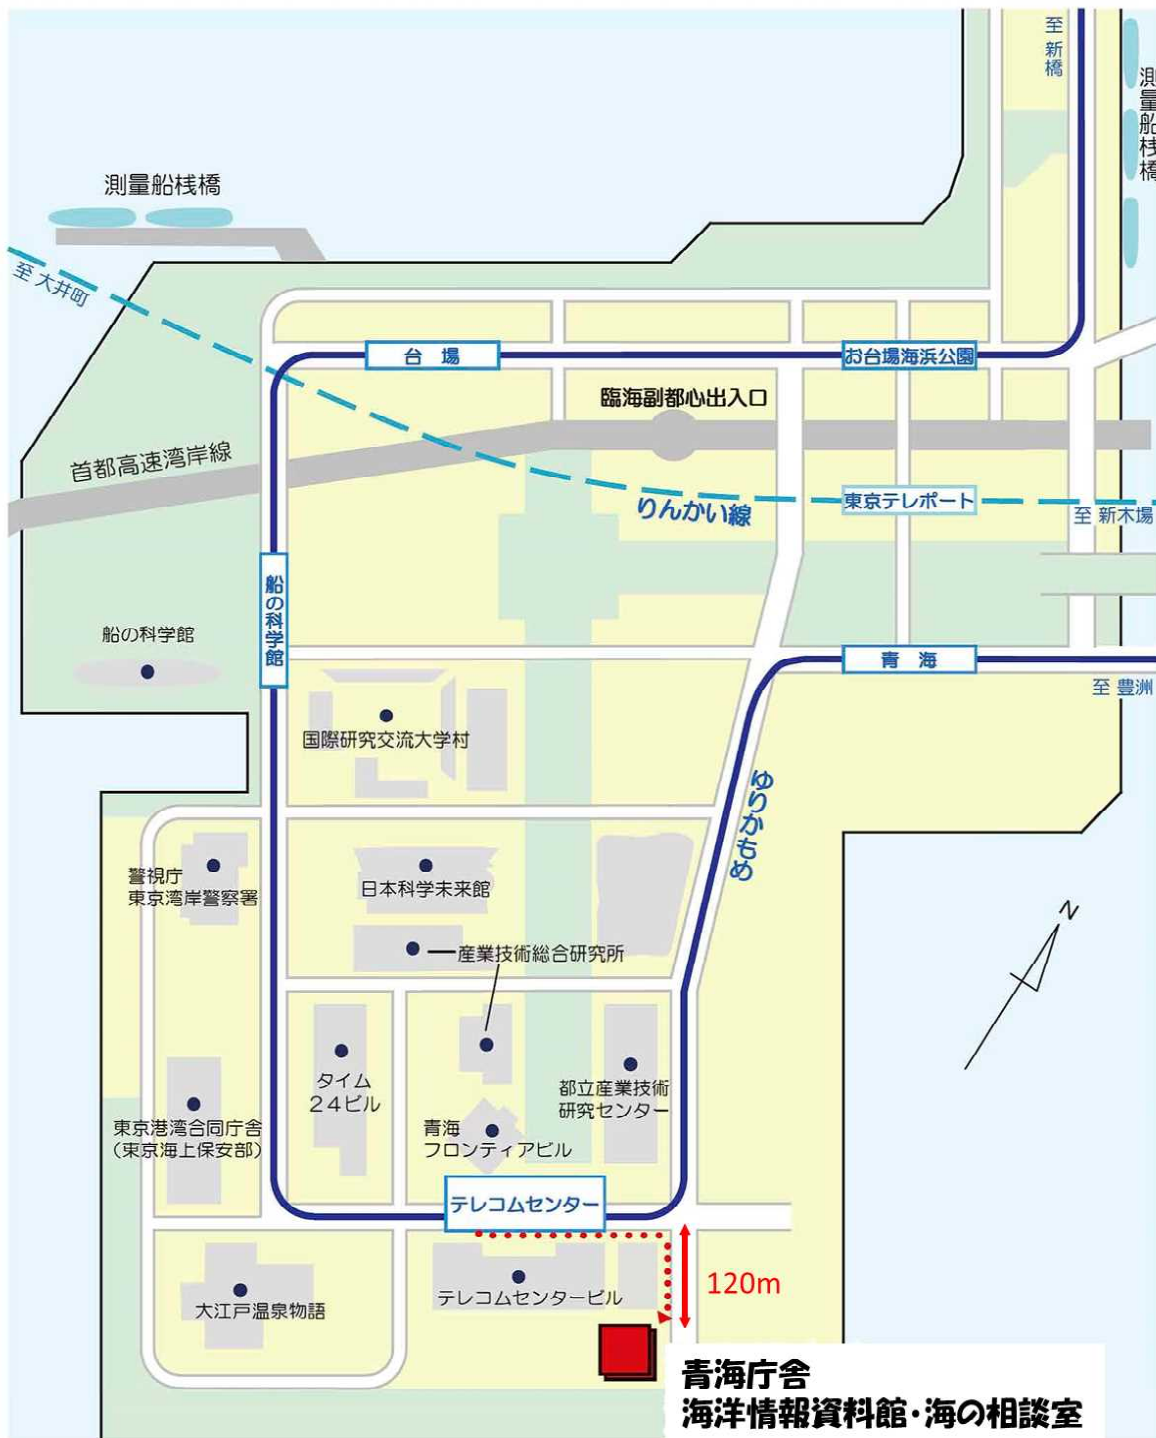 至 新橋
測量船桟橋
測量船桟橋
至 大井町
台 場
お台場海浜公園
臨海副都心出入口
首都高速湾岸線
りんかい線
東京テレポート
至 新木場
船の科学館
船の科学館
青 海
至 豊洲
国際研究交流大学村
ゆりかもめ
警視庁
東京湾岸警察署
日本科学未来館
産業技術総合研究所
N
タイム
24ビル
都立産業技術
研究センター
東京港湾合同庁舎
(東京海上保安部)
青海
フロンティアビル
テレコムセンター
120m
テレコムセンタービル
大江戸温泉物語
青海庁舎
海洋情報資料館・海の相談室